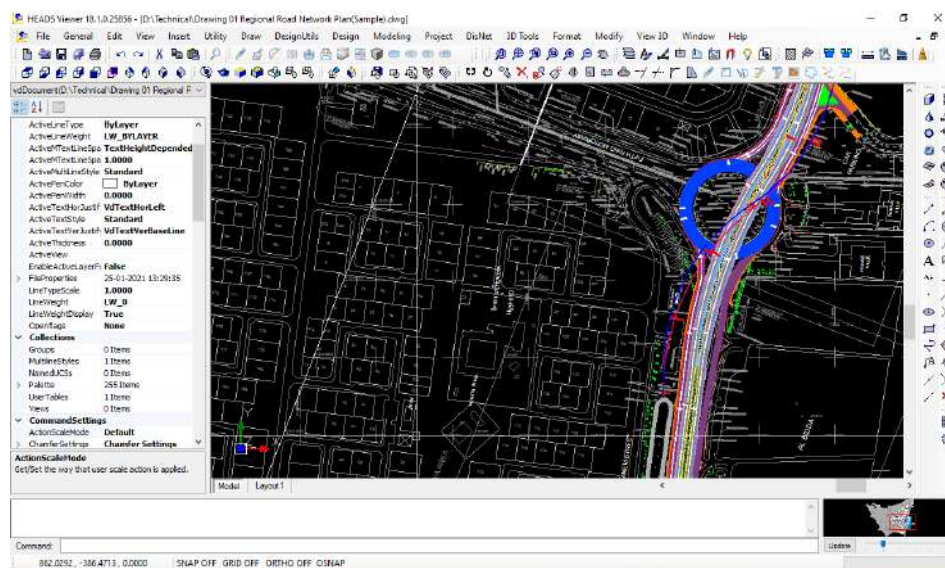 HEADS Viewer 18.1.0.25856 - [D:\Technical\Drawing 01 Regional Road Network Plan(Sample).dwg]
File General Edit View Insert Utility Draw DesignUtils Design Modeling Project DisNet 3D Tools Format Modify View 3D Window Help
vdDocument(D:\Technical\Drawing 01 Regional F
ActiveLineType ByLayer
ActiveLineWeight LW_BYLAYER
ActiveMTextLineSpa TextHeightDepended
ActiveMTextLineSpa 1.0000
ActiveMultiLineStyle Standard
ActivePenColor ByLayer
ActivePenWidth 0.0000
ActiveTextHorJustif VdTextHorLeft
ActiveTextStyle Standard
ActiveTextVerJustif VdTextVerBaseLine
ActiveThickness 0.0000
ActiveView
EnableActiveLayerF False
FileProperties 25-01-2021 13:29:35
LineTypeScale 1.0000
LineWeight LW_0
LineWeightDisplay True
Openflags None
Collections
Groups 0 Items
MultilineStyles 1 Items
NamedUCSs 0 Items
Palette 255 Items
UserTables 1 Items
Views 0 Items
CommandSettings
ActionScaleMode Default
ChamferSettings Chamfer Settings
ActionScaleMode
Get/Set the way that user scale action is applied.
Model Layout1
Command:
Update
862.0292 , -386.4713 , 0.0000 SNAP OFF GRID OFF ORTHO OFF OSNAP